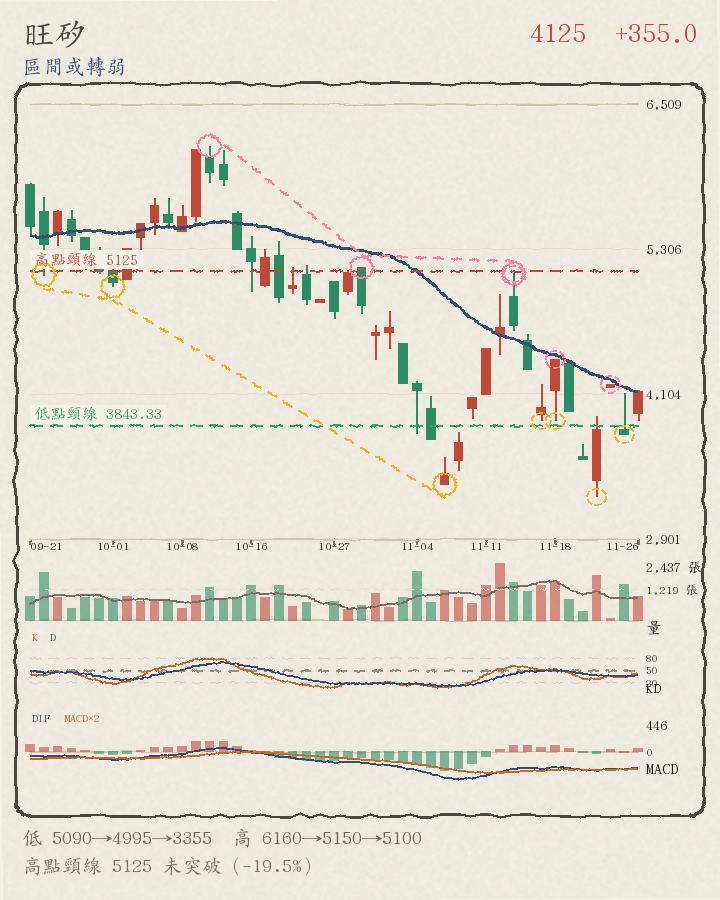 旺矽
4125 +355.0
區間或轉弱
6.509
5,306
高點頸線 5125
4,104
低點頸線 3843.33
2,901
09-21 10-01 10-08 10-16 10-27 11-04 11-11 11-18 11-26
2,437 張
1,219 張
量
K D
80
50
20
KD
DIF MACD×2
446
0
MACD
低 5090→4995→3355 高 6160→5150→5100
高點頸線 5125 未突破 (-19.5%)